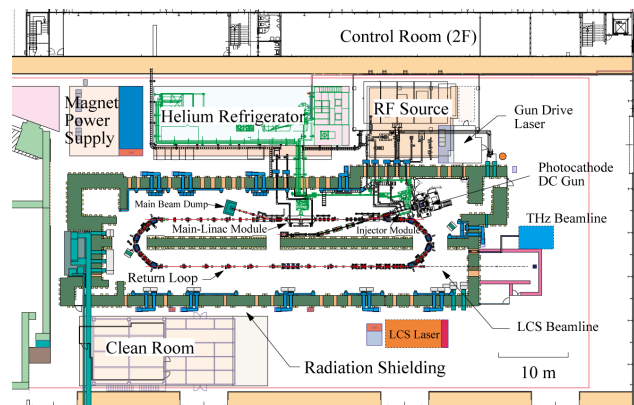 Control Room (2F)
Magnet
Power
Supply
Helium Refrigerator
RF Source
Gun Drive
Laser
Photocathode
DC Gun
Main Beam Dump
THz Beamline
Main-Linac Module
Injector Module
Return Loop
LCS Beamline
Clean Room
LCS Laser
Radiation Shielding
10 m